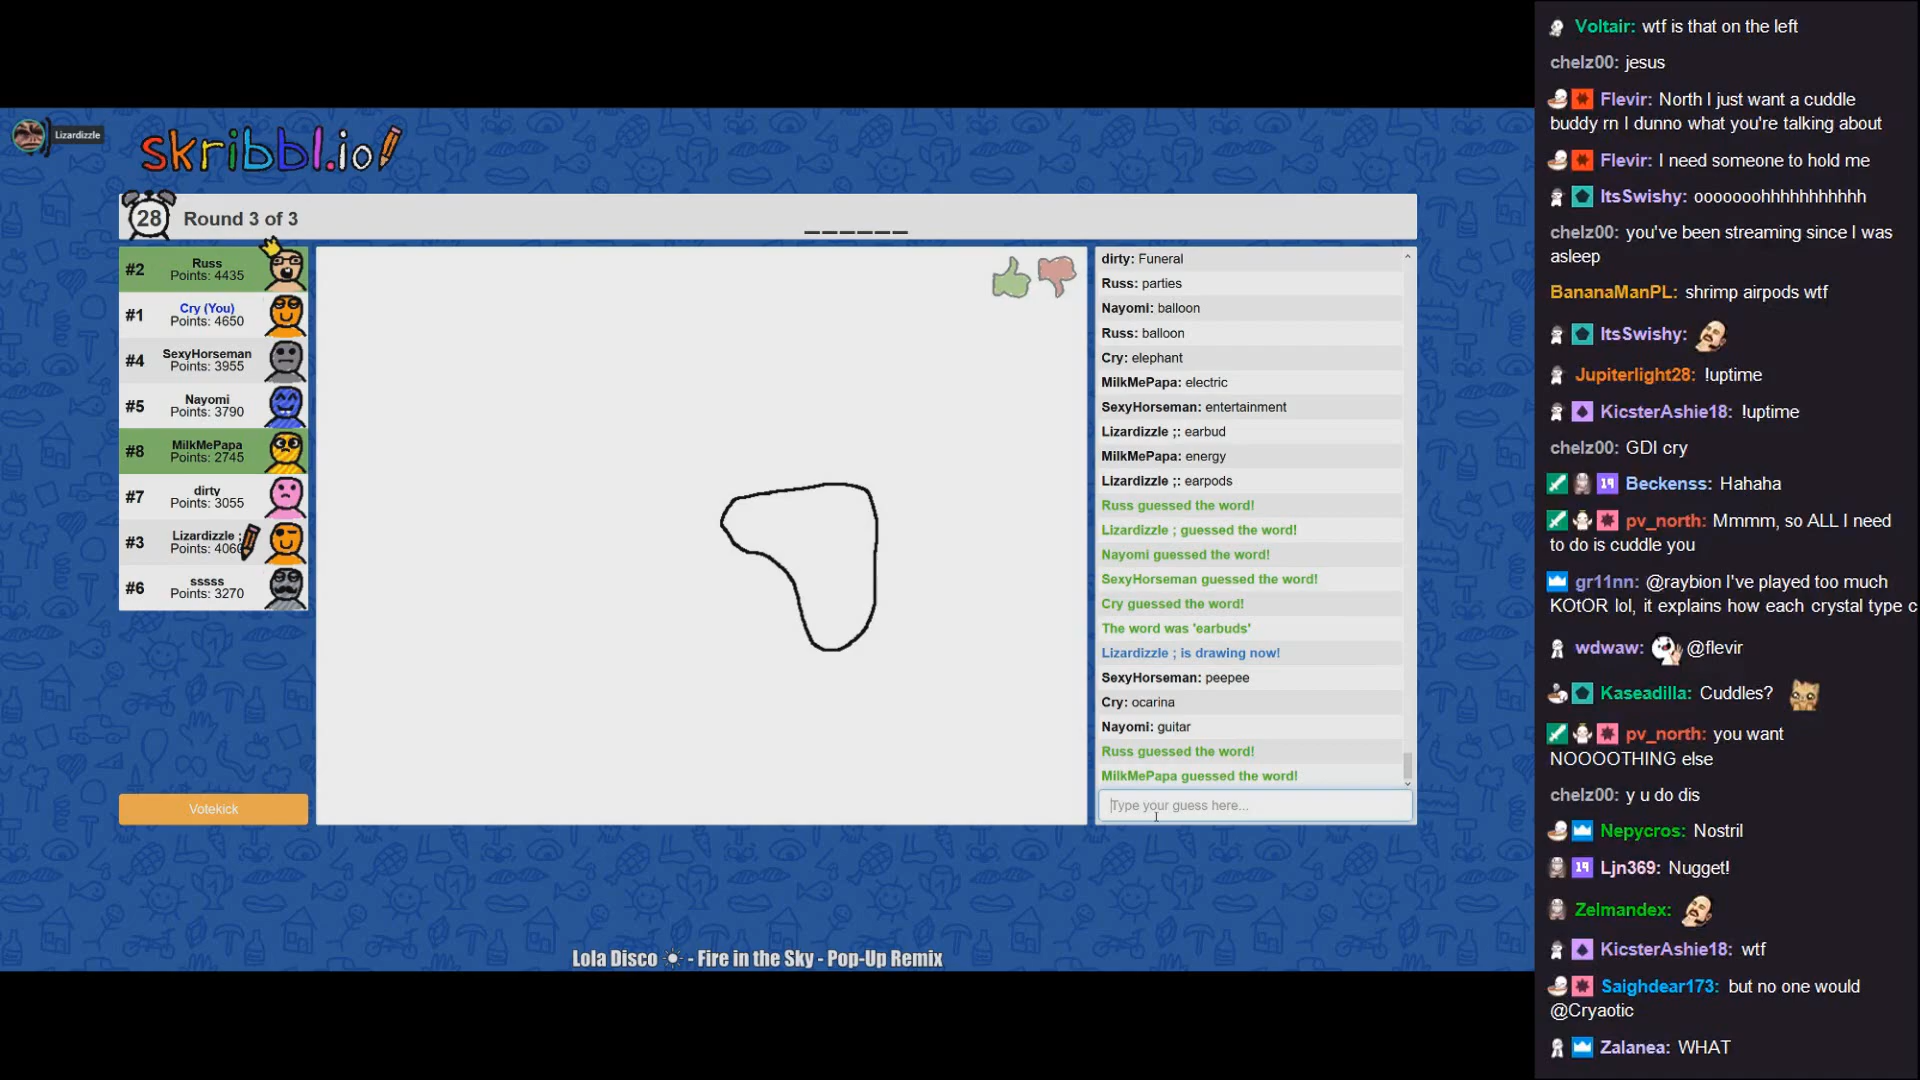 Lizardizzle
skribbl.io
28
Round 3 of 3
______
#2
Russ
Points: 4435
#1
Cry (You)
Points: 4650
#4
SexyHorseman
Points: 3955
#5
Nayomi
Points: 3790
#8
MilkMePapa
Points: 2745
#7
dirty
Points: 3055
#3
Lizardizzle ;
Points: 4060
#6
sssss
Points: 3270
Votekick
dirty: Funeral
Russ: parties
Nayomi: balloon
Russ: balloon
Cry: elephant
MilkMePapa: electric
SexyHorseman: entertainment
Lizardizzle ;: earbud
MilkMePapa: energy
Lizardizzle ;: earpods
Russ guessed the word!
Lizardizzle ; guessed the word!
Nayomi guessed the word!
SexyHorseman guessed the word!
Cry guessed the word!
The word was 'earbuds'
Lizardizzle ; is drawing now!
SexyHorseman: peepee
Cry: ocarina
Nayomi: guitar
Russ guessed the word!
MilkMePapa guessed the word!
Type your guess here...
Lola Disco ☀ - Fire in the Sky - Pop-Up Remix
Voltair: wtf is that on the left
chelz00: jesus
Flevir: North I just want a cuddle
buddy rn I dunno what you're talking about
Flevir: I need someone to hold me
ItsSwishy: ooooooohhhhhhhhhhh
chelz00: you've been streaming since I was
asleep
BananaManPL: shrimp airpods wtf
ItsSwishy:
Jupiterlight28: !uptime
KicsterAshie18: !uptime
chelz00: GDI cry
19 Beckenss: Hahaha
pv_north: Mmmm, so ALL I need
to do is cuddle you
gr11nn: @raybion I've played too much
KOtOR lol, it explains how each crystal type c
wdwaw: @flevir
Kaseadilla: Cuddles?
pv_north: you want
NOOOOTHING else
chelz00: y u do dis
Nepycros: Nostril
19 Ljn369: Nugget!
Zelmandex:
KicsterAshie18: wtf
Saighdear173: but no one would
@Cryaotic
Zalanea: WHAT